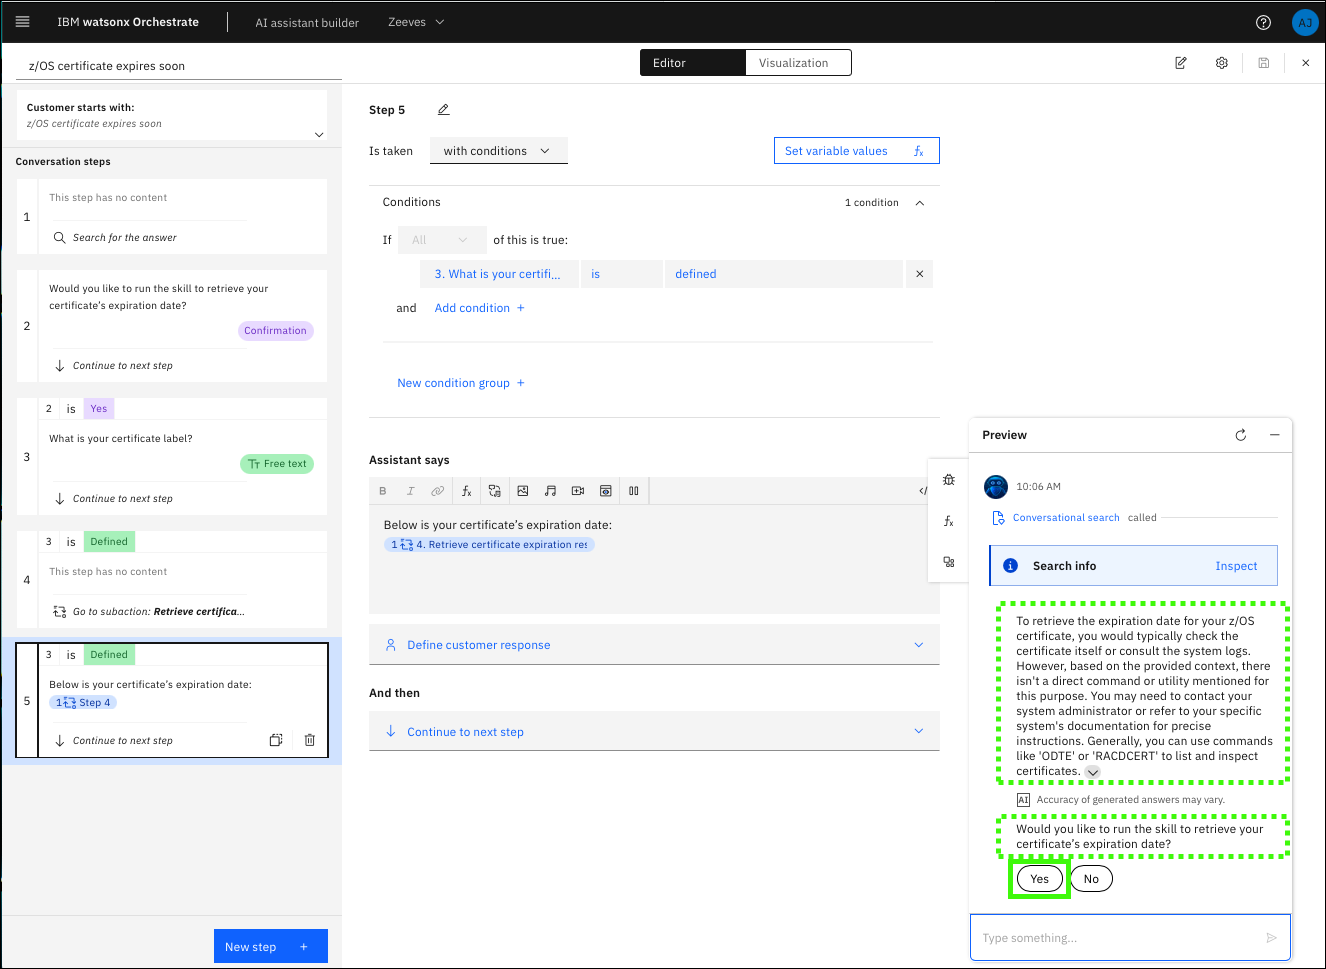 IBM watsonx Orchestrate
AI assistant builder
Zeeves
AJ
z/OS certificate expires soon
Editor
Visualization
Customer starts with:
z/OS certificate expires soon
Conversation steps
1
This step has no content
Search for the answer
2
Would you like to run the skill to retrieve your
certificate's expiration date?
Confirmation
Continue to next step
3
2 is Yes
What is your certificate label?
Free text
Continue to next step
4
3 is Defined
This step has no content
Go to subaction: Retrieve certifica...
5
3 is Defined
Below is your certificate's expiration date:
1 Step 4
Continue to next step
New step +
Step 5
Is taken with conditions
Set variable values fx
Conditions
1 condition
If All of this is true:
3. What is your certifi... is defined
and Add condition +
New condition group +
Assistant says
B I fx </
Below is your certificate's expiration date:
1 4. Retrieve certificate expiration res
Define customer response
And then
Continue to next step
fx
Preview
10:06 AM
Conversational search called
Search info Inspect
To retrieve the expiration date for your z/OS
certificate, you would typically check the
certificate itself or consult the system logs.
However, based on the provided context, there
isn't a direct command or utility mentioned for
this purpose. You may need to contact your
system administrator or refer to your specific
system's documentation for precise
instructions. Generally, you can use commands
like 'ODTE' or 'RACDCERT' to list and inspect
certificates.
AI Accuracy of generated answers may vary.
Would you like to run the skill to retrieve your
certificate's expiration date?
Yes No
Type something...